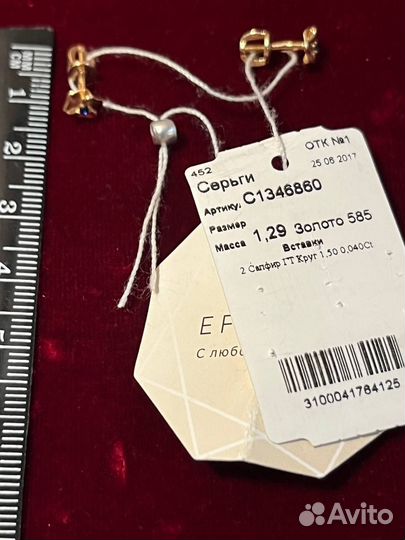 CM
1
2
3
4
5
452
ОТК №1
25 06 2017
Серьги
Артикул C1346860
Размер
Масса 1,29 Золото 585
Вставки
2 Сапфир ГТ Круг 1,50 0,040Ct
3100041784125
EF
С любо
Avito